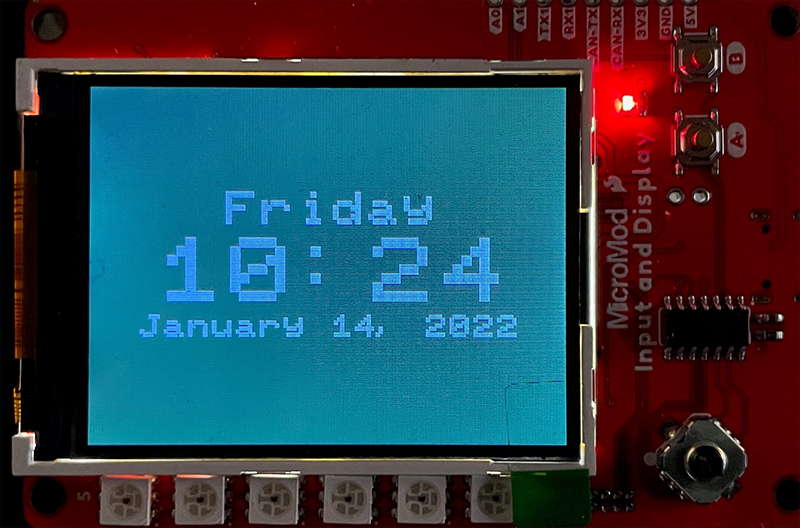 A0
A1
TX1
RX1
CAN-TX
CAN-RX
3V3
GND
5V
B
A
Friday
10:24
January 14, 2022
MicroMod
Input and Display
5